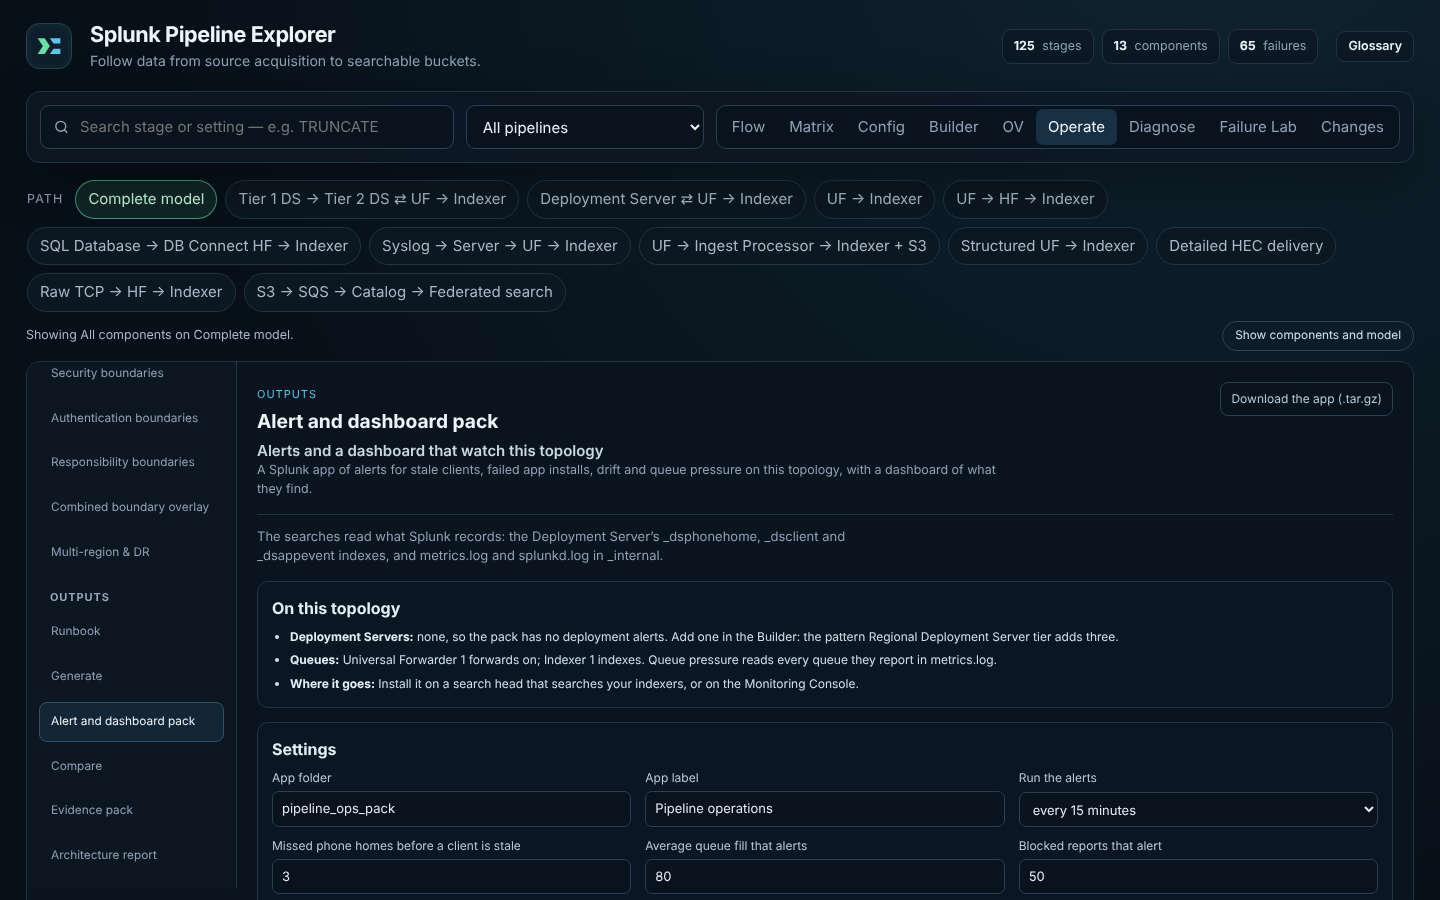 Splunk Pipeline Explorer
Follow data from source acquisition to searchable buckets.
125 stages
13 components
65 failures
Glossary
Search stage or setting — e.g. TRUNCATE
All pipelines
Flow
Matrix
Config
Builder
OV
Operate
Diagnose
Failure Lab
Changes
PATH
Complete model
Tier 1 DS → Tier 2 DS ⇄ UF → Indexer
Deployment Server ⇄ UF → Indexer
UF → Indexer
UF → HF → Indexer
SQL Database → DB Connect HF → Indexer
Syslog → Server → UF → Indexer
UF → Ingest Processor → Indexer + S3
Structured UF → Indexer
Detailed HEC delivery
Raw TCP → HF → Indexer
S3 → SQS → Catalog → Federated search
Showing All components on Complete model.
Show components and model
Security boundaries
Authentication boundaries
Responsibility boundaries
Combined boundary overlay
Multi-region & DR
OUTPUTS
Runbook
Generate
Alert and dashboard pack
Compare
Evidence pack
Architecture report
OUTPUTS
Alert and dashboard pack
Download the app (.tar.gz)
Alerts and a dashboard that watch this topology
A Splunk app of alerts for stale clients, failed app installs, drift and queue pressure on this topology, with a dashboard of what
they find.
The searches read what Splunk records: the Deployment Server's _dsphonehome, _dsclient and
_dsappevent indexes, and metrics.log and splunkd.log in _internal.
On this topology
• Deployment Servers: none, so the pack has no deployment alerts. Add one in the Builder: the pattern Regional Deployment Server tier adds three.
• Queues: Universal Forwarder 1 forwards on; Indexer 1 indexes. Queue pressure reads every queue they report in metrics.log.
• Where it goes: Install it on a search head that searches your indexers, or on the Monitoring Console.
Settings
App folder
App label
Run the alerts
pipeline_ops_pack
Pipeline operations
every 15 minutes
Missed phone homes before a client is stale
Average queue fill that alerts
Blocked reports that alert
3
80
50